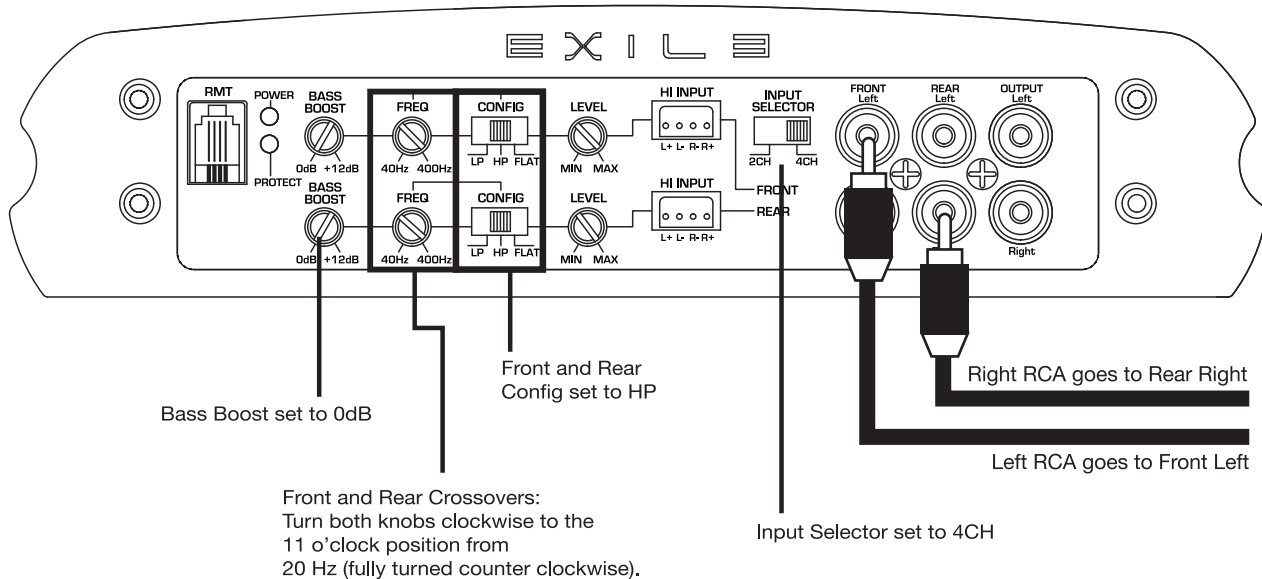 EXILE
RMT
POWER
PROTECT
BASS
BOOST
0dB +12dB
FREQ
40Hz 400Hz
CONFIG
LP HP FLAT
LEVEL
MIN MAX
HI INPUT
L+ L- R- R+
INPUT
SELECTOR
2CH 4CH
FRONT
Left
REAR
Left
OUTPUT
Left
BASS
BOOST
0dB +12dB
FREQ
40Hz 400Hz
CONFIG
LP HP FLAT
LEVEL
MIN MAX
HI INPUT
L+ L- R- R+
FRONT
REAR
Right
Bass Boost set to 0dB
Front and Rear
Config set to HP
Right RCA goes to Rear Right
Left RCA goes to Front Left
Front and Rear Crossovers:
Turn both knobs clockwise to the
11 o'clock position from
20 Hz (fully turned counter clockwise).
Input Selector set to 4CH